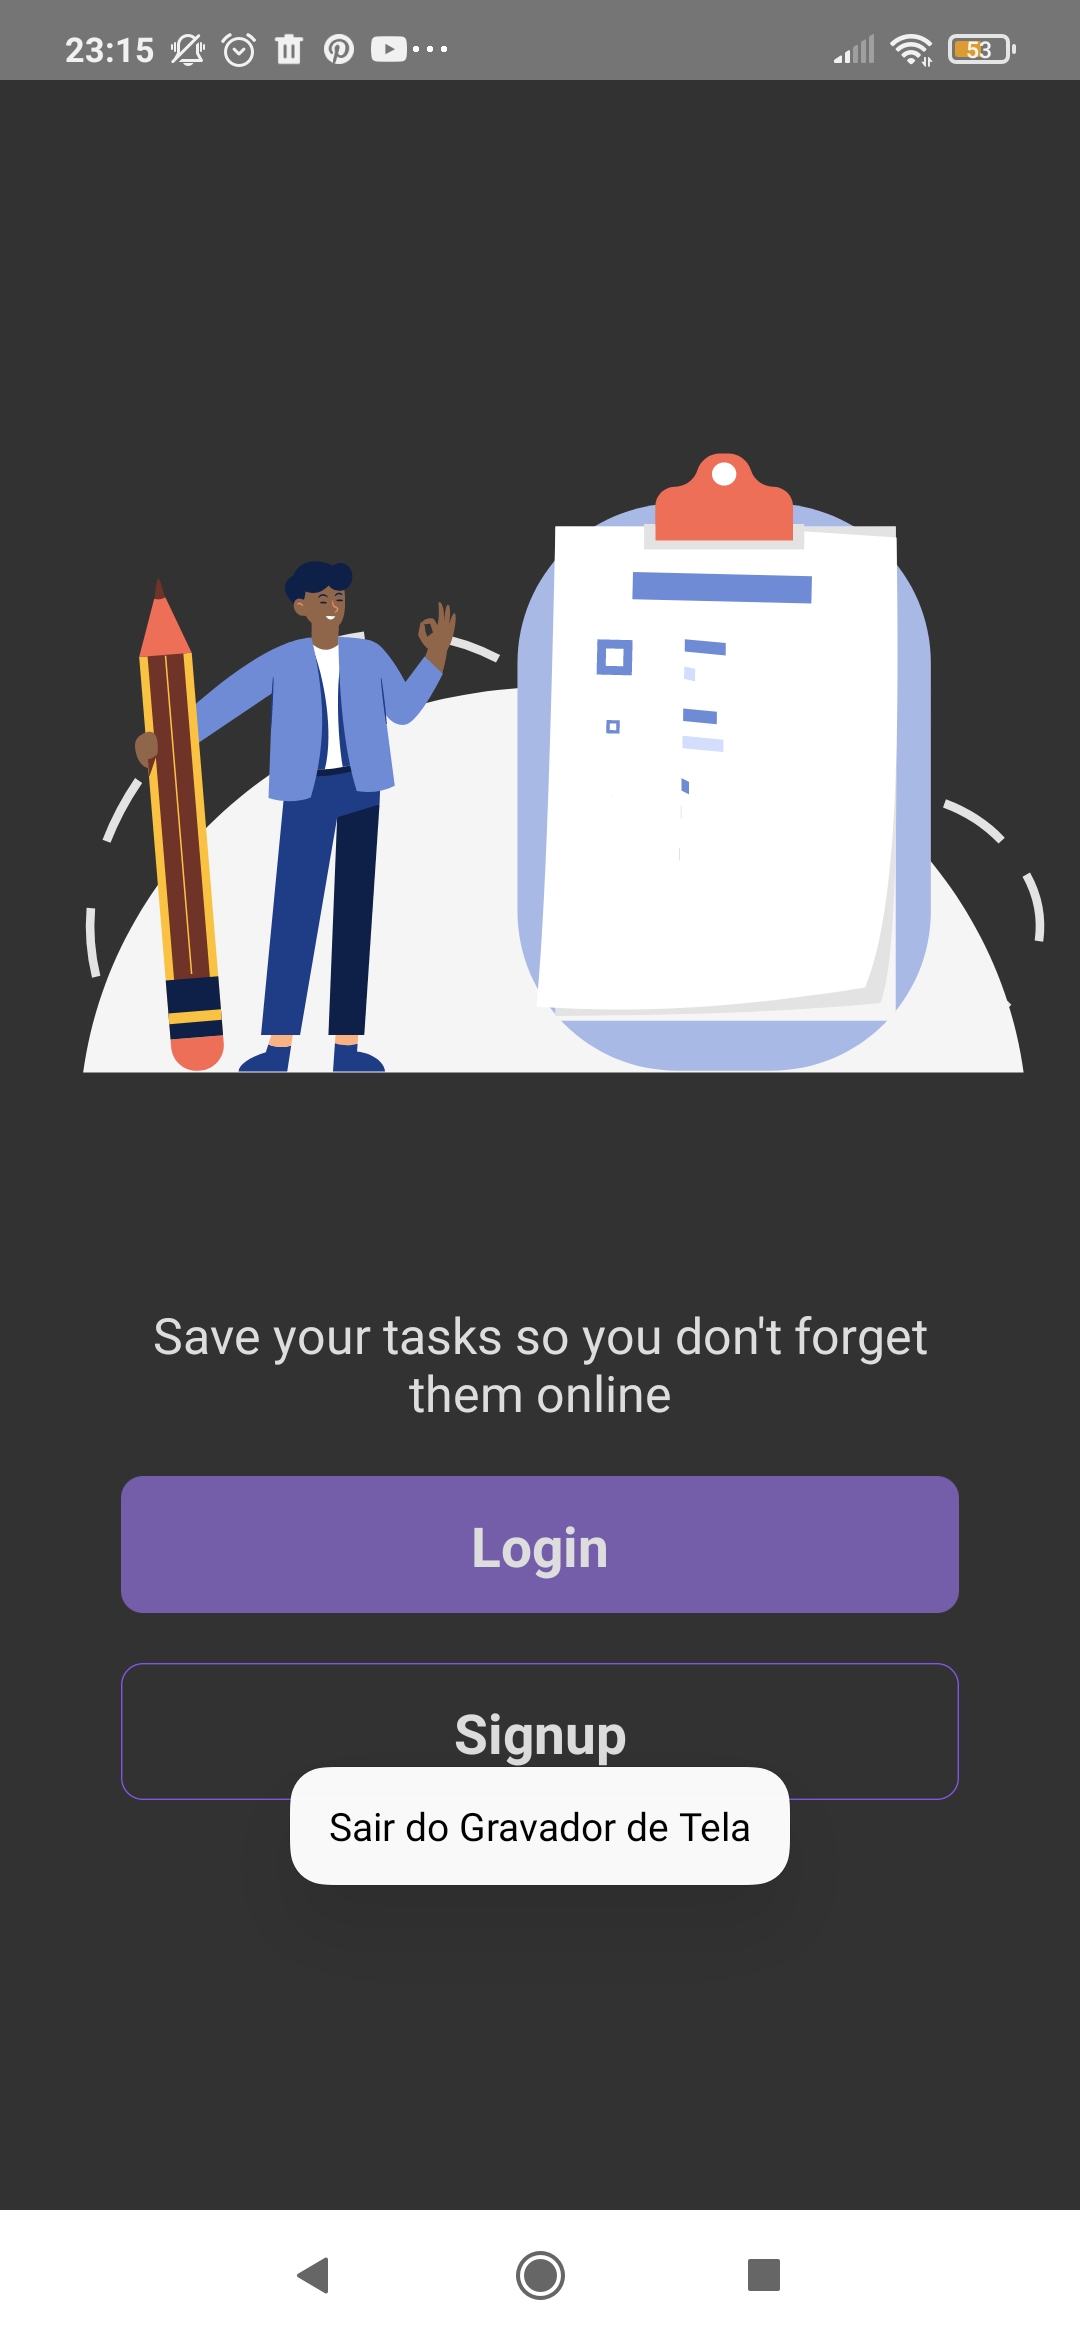 23:15
53
Save your tasks so you don't forget
them online
Login
Signup
Sair do Gravador de Tela